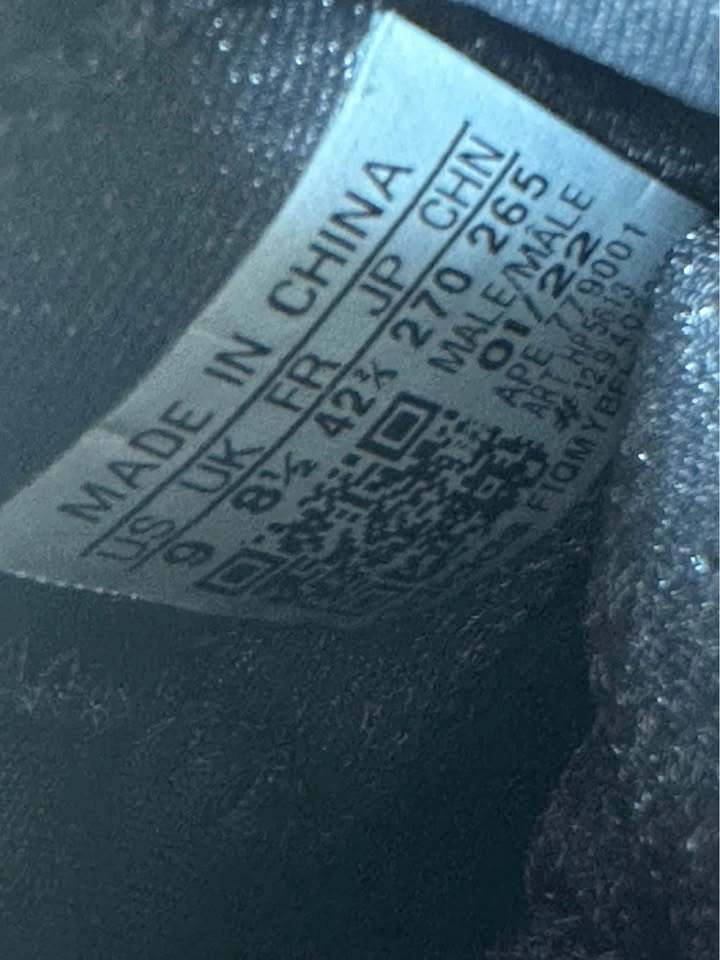 MADE IN CHINA
US UK FR JP CHN
9 8½ 42⅔ 270 265
MALE/MÂLE
01/22
APE 779001
ART. HP5613